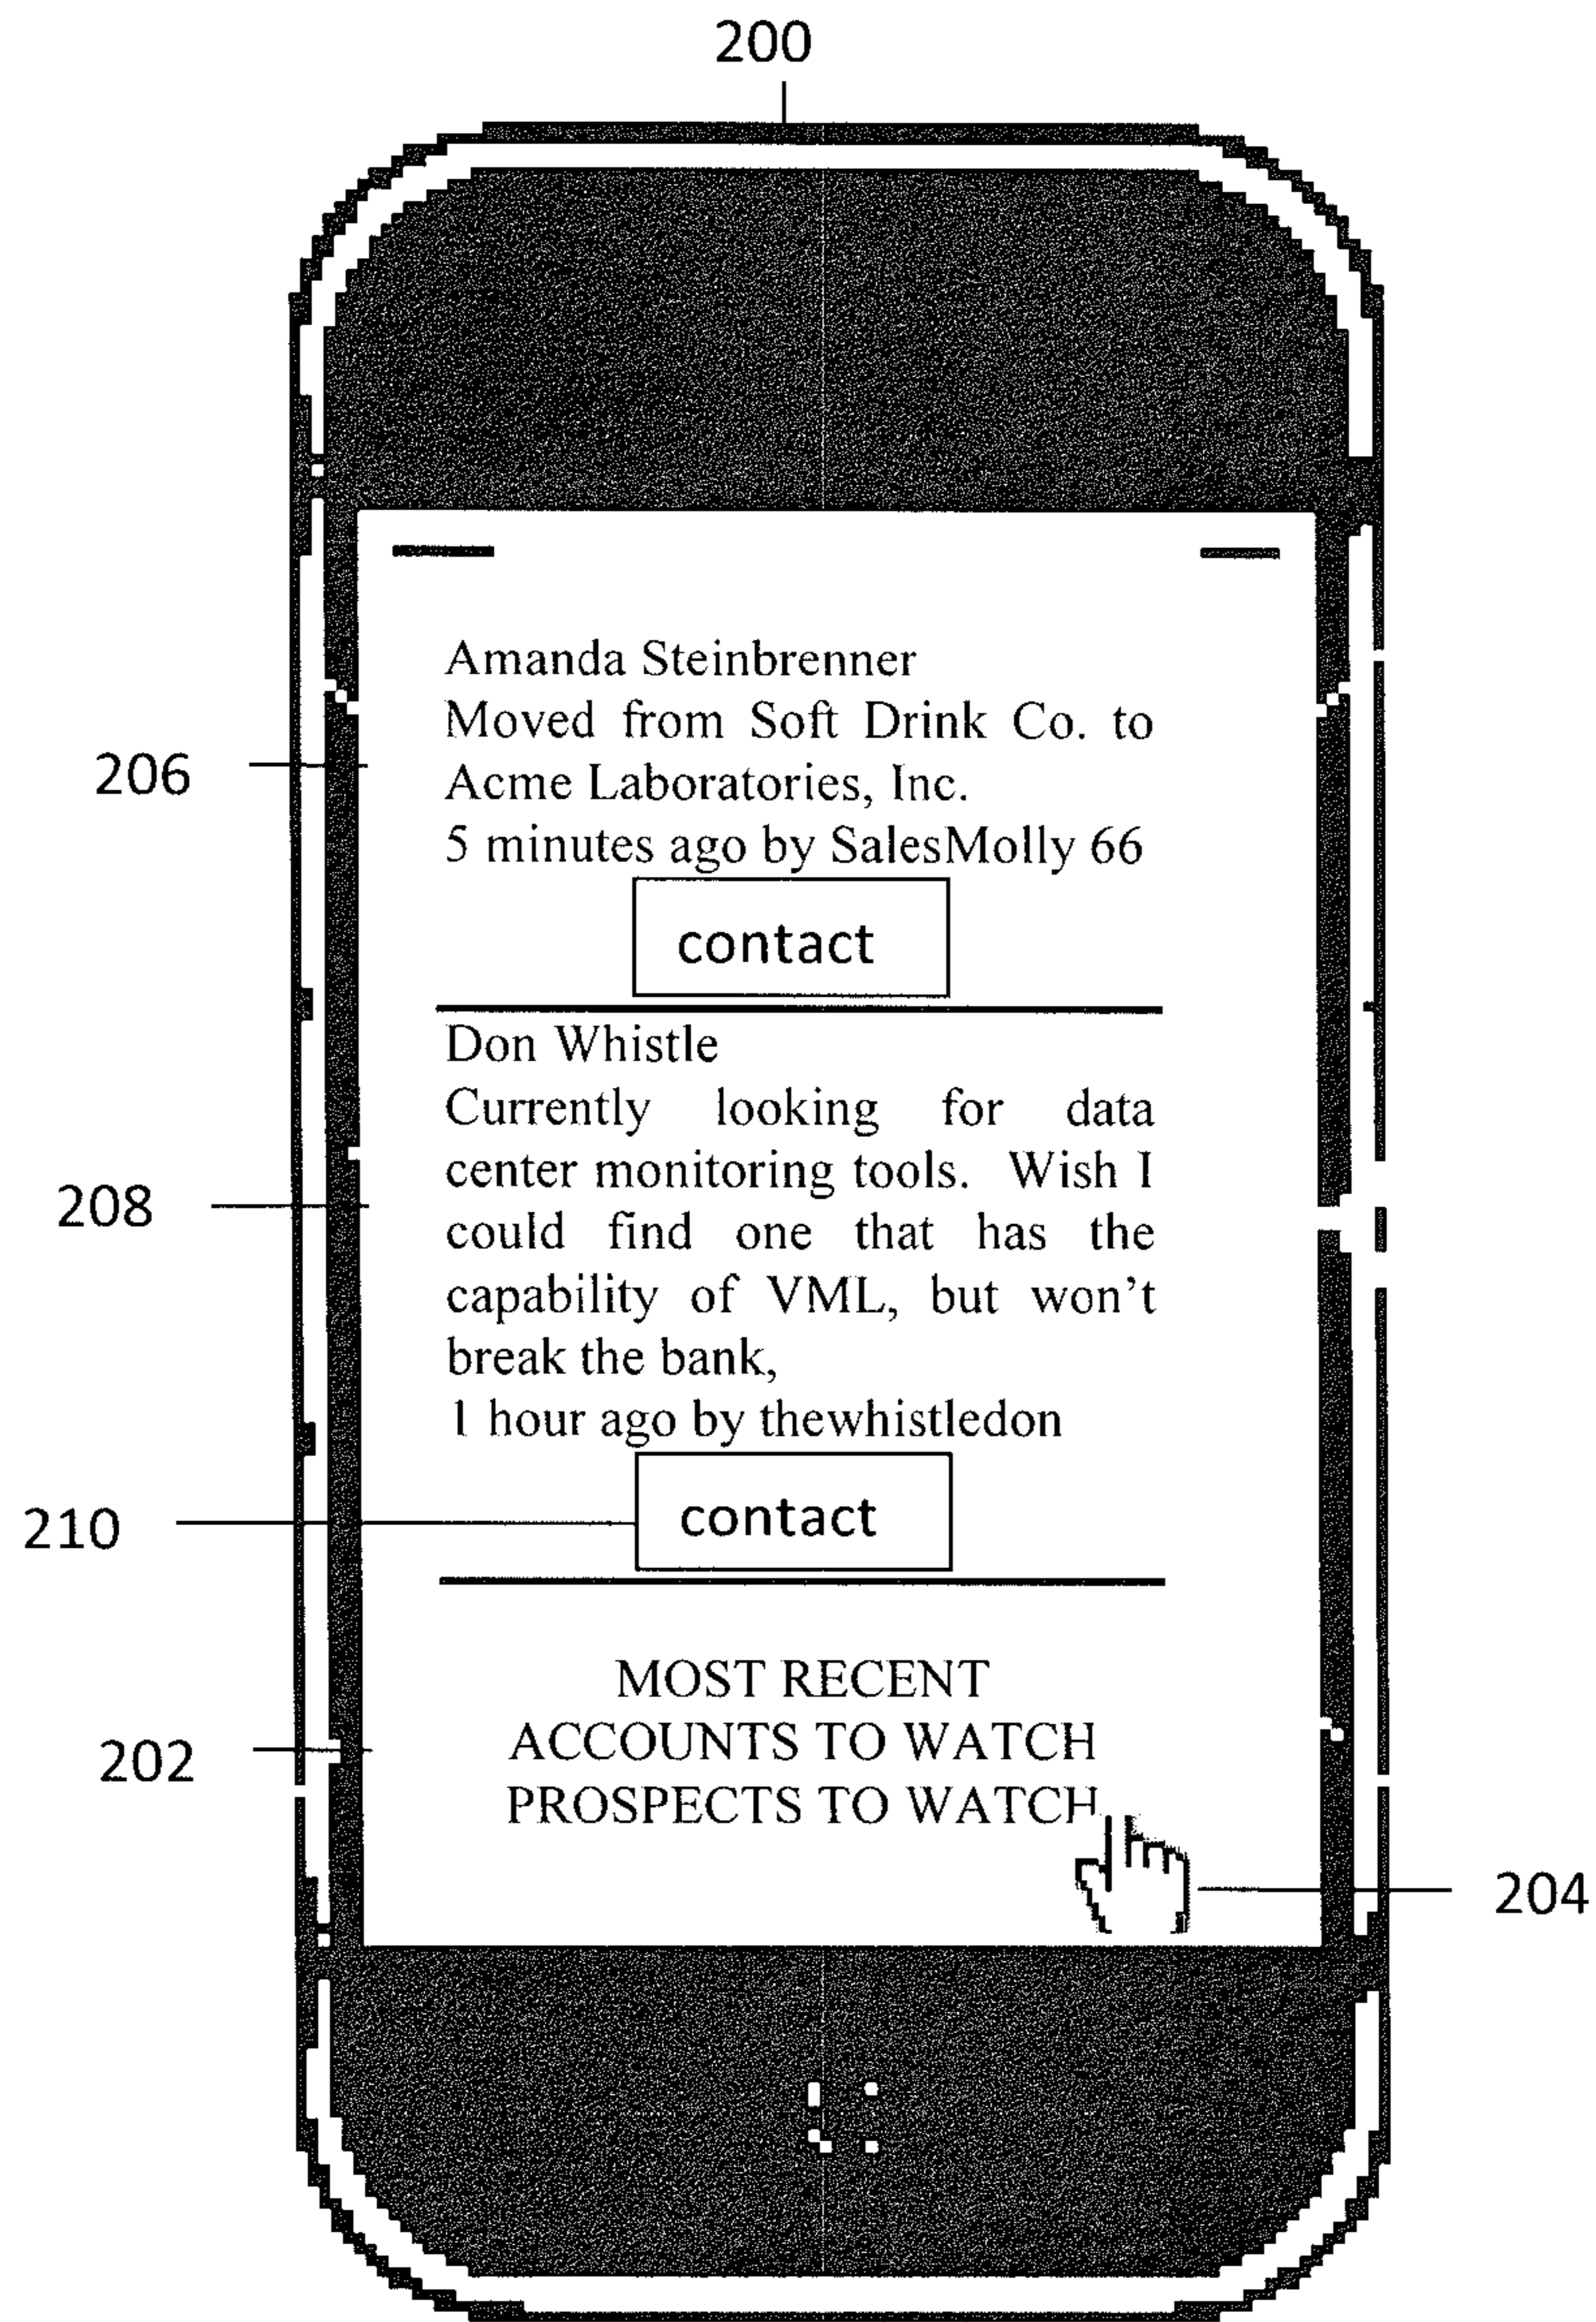 200
Amanda Steinbrenner
Moved from Soft Drink Co. to
206
Acme Laboratories, Inc.
5 minutes ago by SalesMolly 66
contact
Don Whistle
Currently looking for data
center monitoring tools. Wish I
208
could find one that has the
capability of VML, but won't
break the bank,
1 hour ago by thewhistledon
210
contact
MOST RECENT
202
ACCOUNTS TO WATCH
PROSPECTS TO WATCH
204